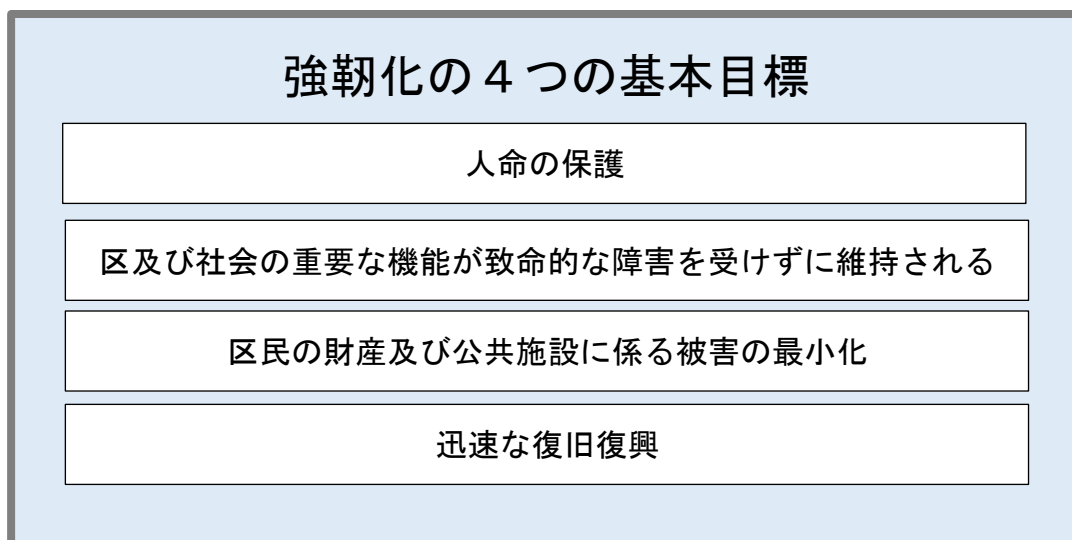 強靭化の４つの基本目標
人命の保護
区及び社会の重要な機能が致命的な障害を受けずに維持される
区民の財産及び公共施設に係る被害の最小化
迅速な復旧復興